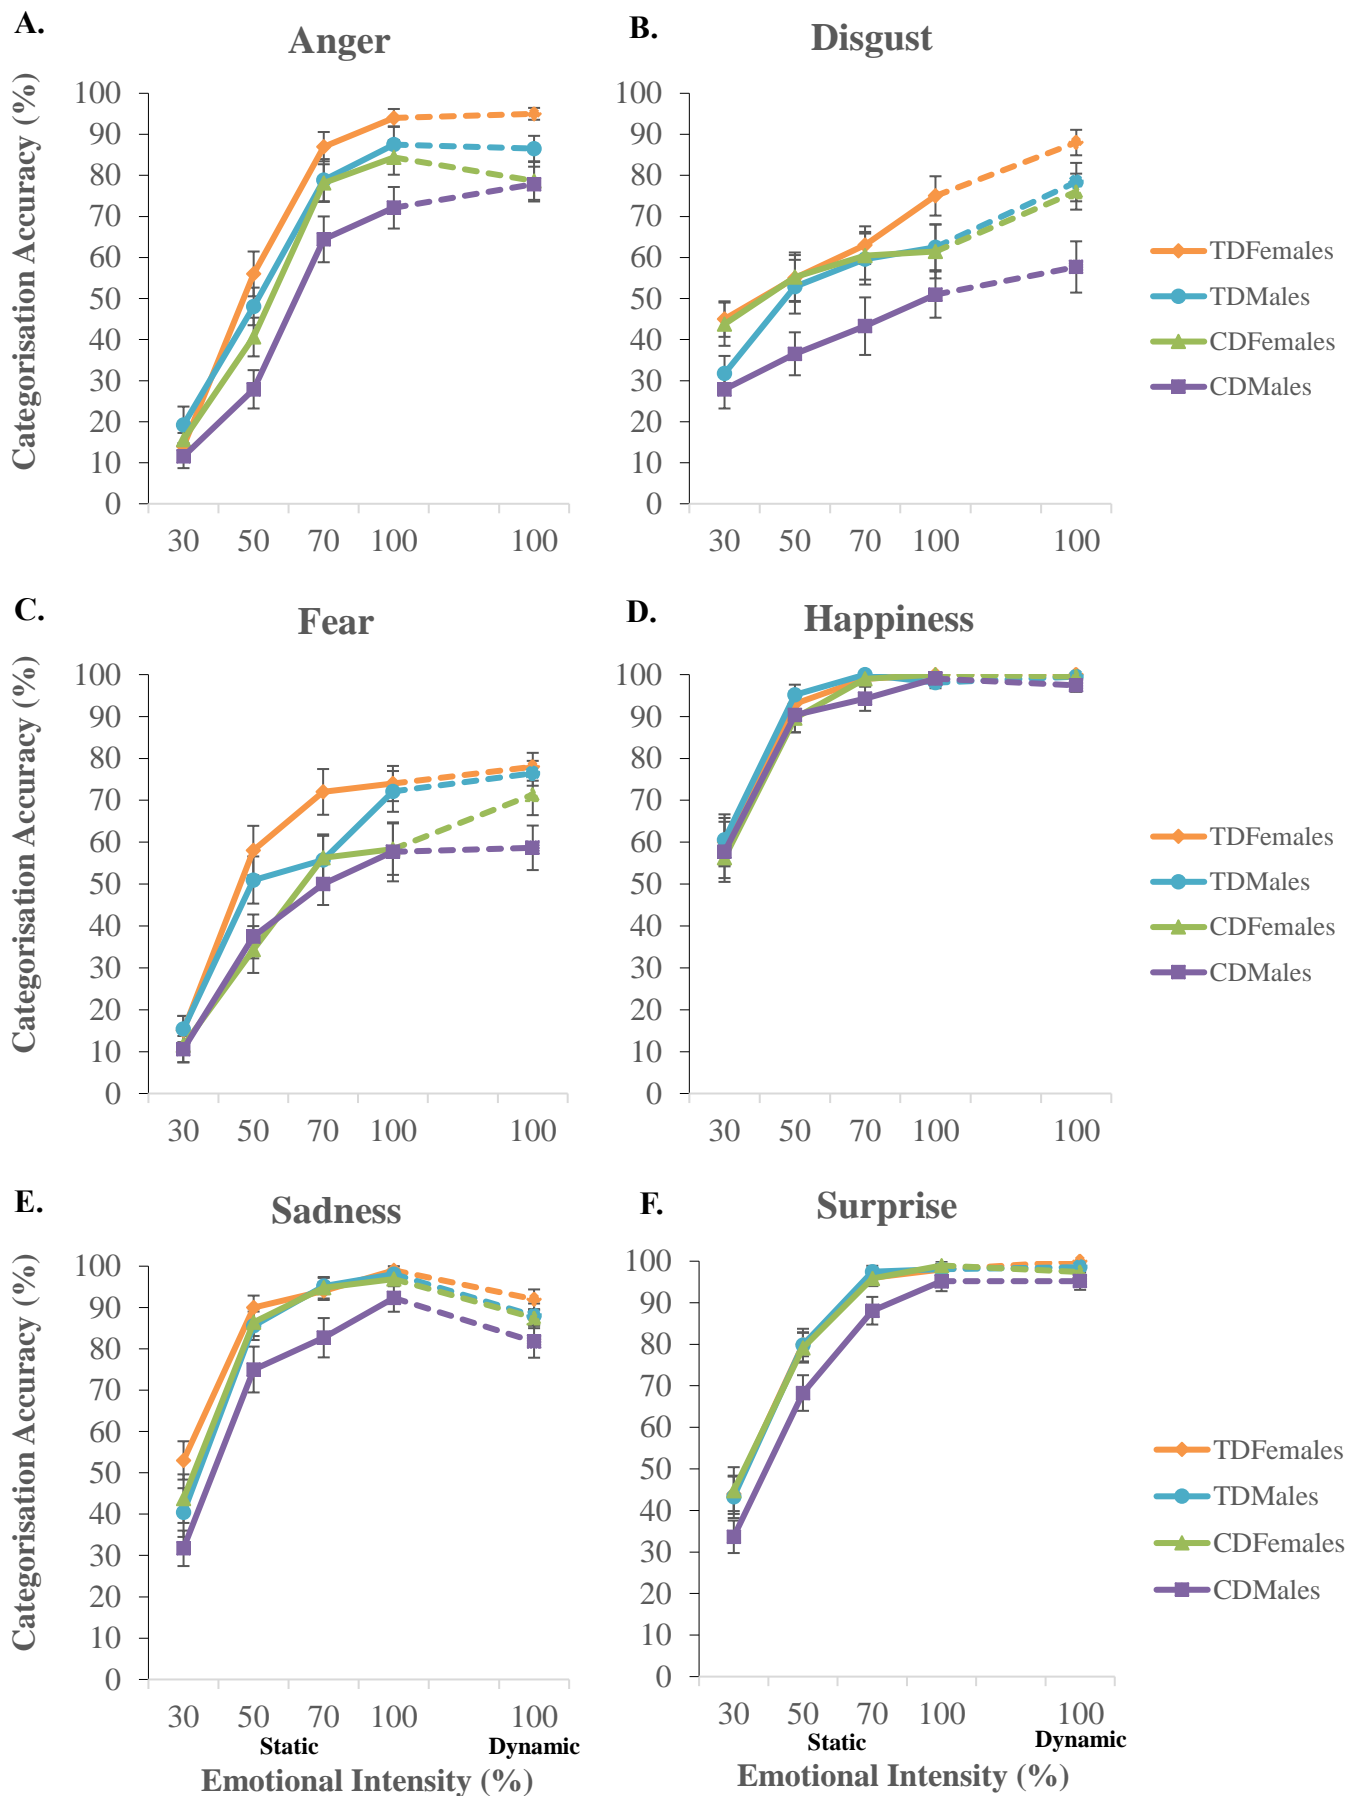 A.
Anger
Categorisation Accuracy (%)
100
90
80
70
60
50
40
30
20
10
0
30 50 70 100 100
B.
Disgust
100
90
80
70
60
50
40
30
20
10
0
30 50 70 100 100
TDFemales
TDMales
CDFemales
CDMales
C.
Fear
Categorisation Accuracy (%)
100
90
80
70
60
50
40
30
20
10
0
30 50 70 100 100
D.
Happiness
100
90
80
70
60
50
40
30
20
10
0
30 50 70 100 100
TDFemales
TDMales
CDFemales
CDMales
E.
Sadness
Categorisation Accuracy (%)
100
90
80
70
60
50
40
30
20
10
0
30 50 70 100 100
Static Dynamic
Emotional Intensity (%)
F.
Surprise
100
90
80
70
60
50
40
30
20
10
0
30 50 70 100 100
Static Dynamic
Emotional Intensity (%)
TDFemales
TDMales
CDFemales
CDMales